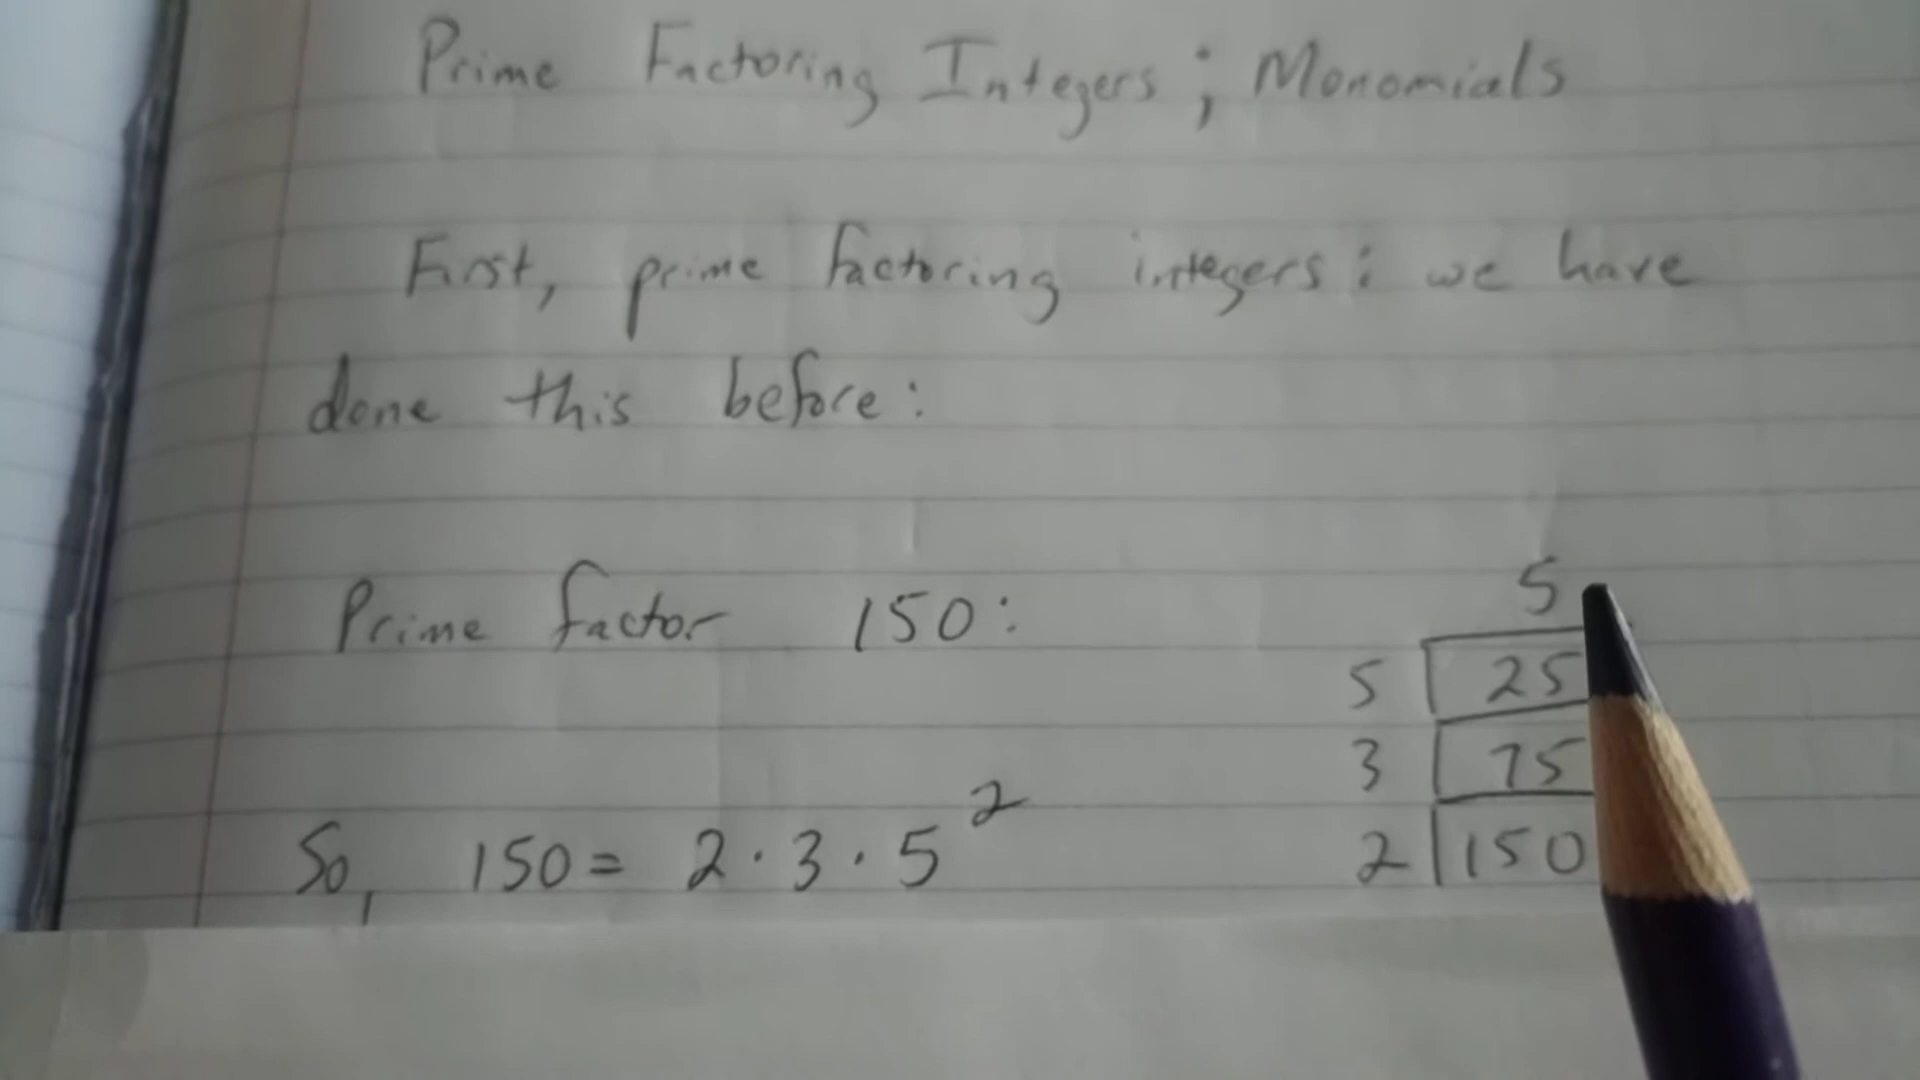 Prime Factoring Integers; Monomials
First, prime factoring integers: we have
done this before:
Prime factor 150:
5
5 25
3 75
2 150
So, 150 = 2 · 3 · 5²